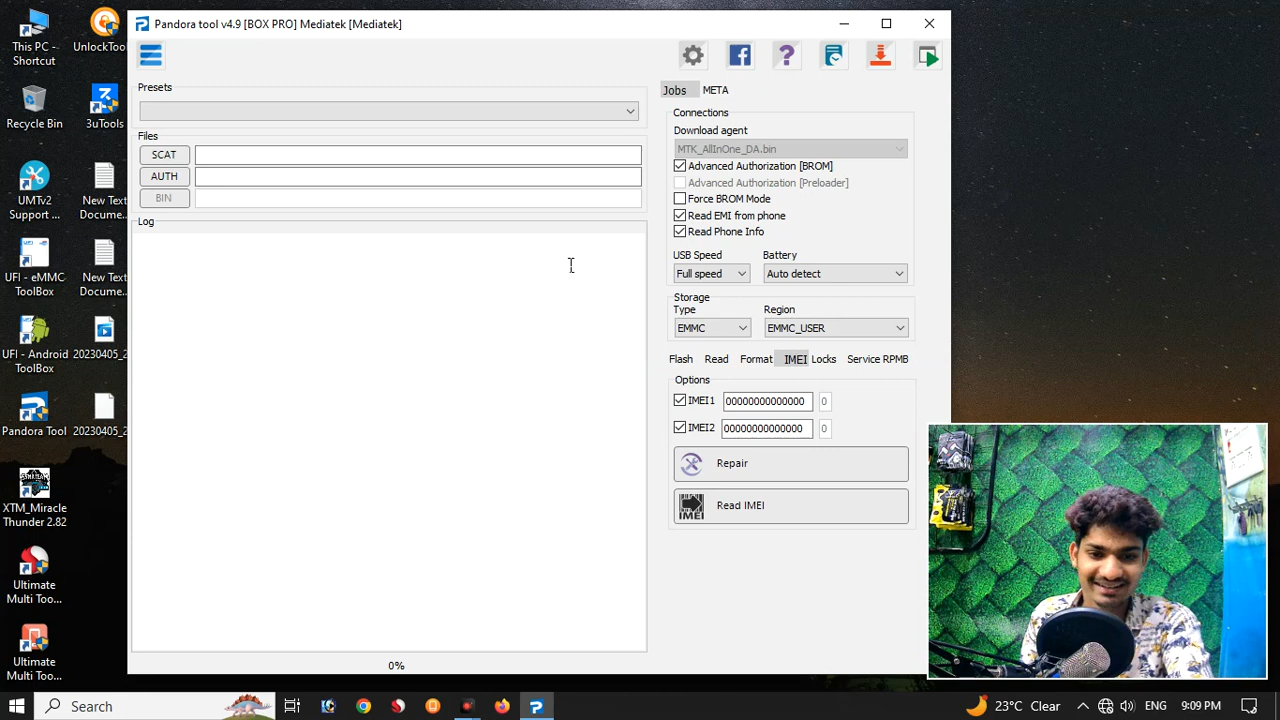 This PC -
Shortcut
UnlockToo...
Recycle Bin
3uTools
UMTv2
Support ...
New Text
Docume...
UFI - eMMC
ToolBox
New Text
Docume...
UFI - Android
ToolBox
20230405_2...
Pandora Tool
20230405_2...
XTM_Miracle
Thunder 2.82
Ultimate
Multi Too...
Ultimate
Multi Too...
Pandora tool v4.9 [BOX PRO] Mediatek [Mediatek]
Presets
Files
SCAT
AUTH
BIN
Log
0%
Jobs META
Connections
Download agent
MTK_AllInOne_DA.bin
Advanced Authorization [BROM]
Advanced Authorization [Preloader]
Force BROM Mode
Read EMI from phone
Read Phone Info
USB Speed Battery
Full speed Auto detect
Storage
Type Region
EMMC EMMC_USER
Flash Read Format IMEI Locks Service RPMB
Options
IMEI1 00000000000000 0
IMEI2 00000000000000 0
Repair
IMEI Read IMEI
Search
23°C Clear ENG 9:09 PM